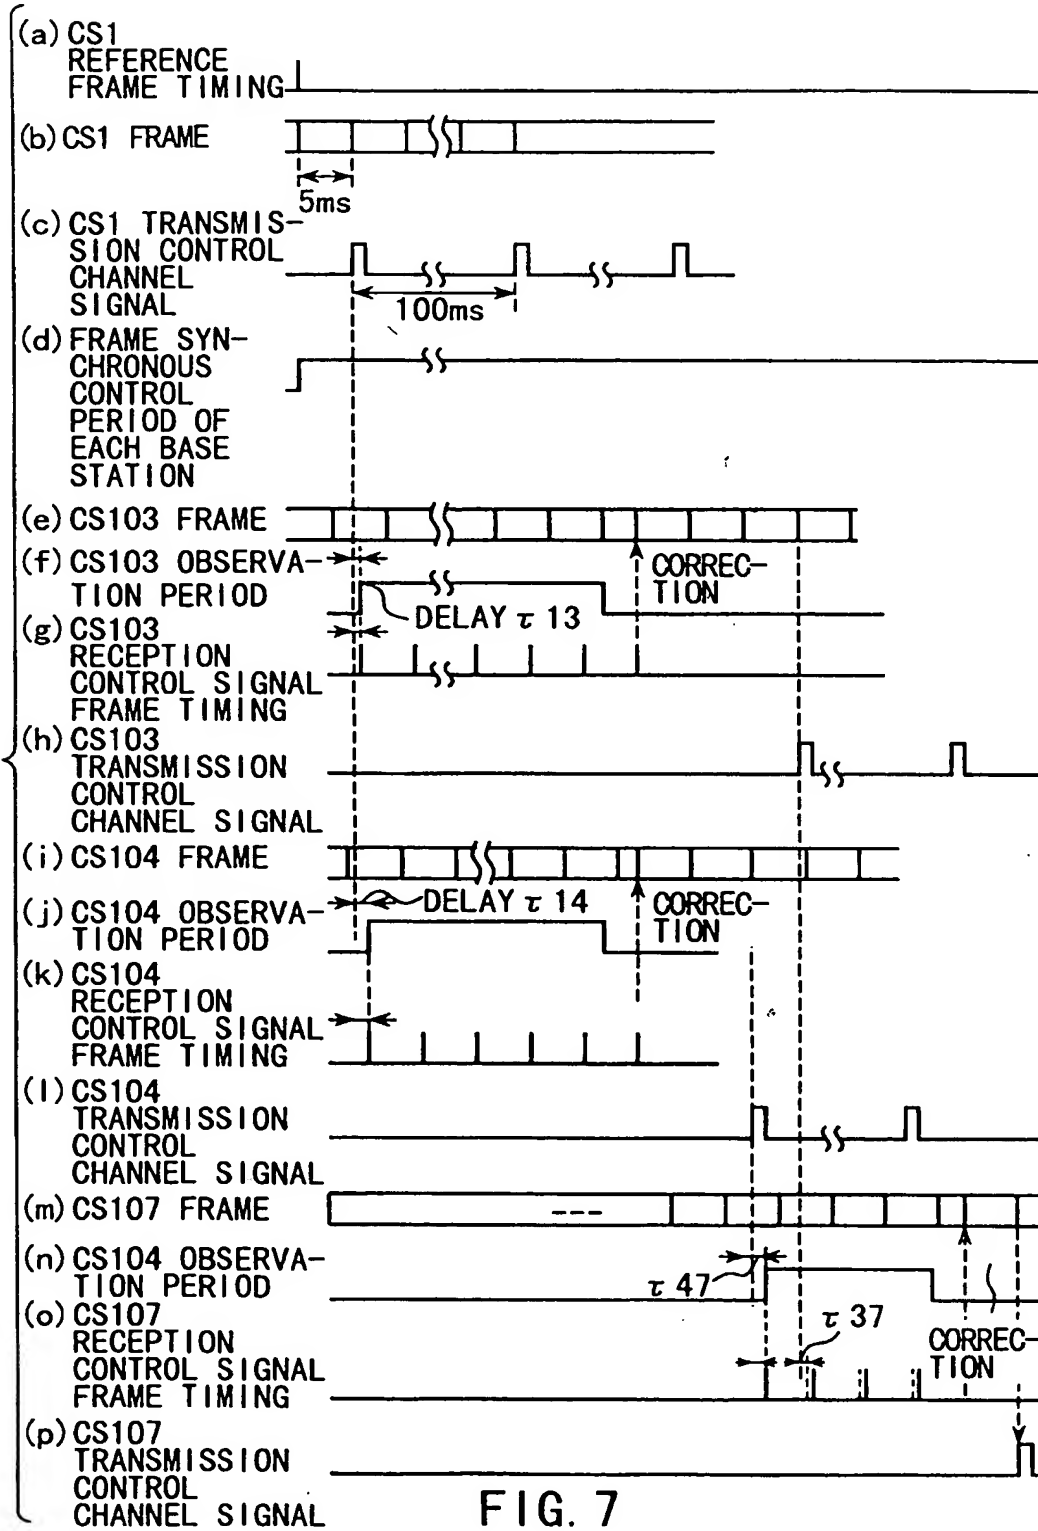 (a) CS1
REFERENCE
FRAME TIMING
(b) CS1 FRAME
5ms
(c) CS1 TRANSMIS-
SION CONTROL
CHANNEL
SIGNAL
100ms
(d) FRAME SYN-
CHRONOUS
CONTROL
PERIOD OF
EACH BASE
STATION
(e) CS103 FRAME
(f) CS103 OBSERVA-
TION PERIOD
CORREC-
TION
DELAY τ 13
(g) CS103
RECEPTION
CONTROL SIGNAL
FRAME TIMING
(h) CS103
TRANSMISSION
CONTROL
CHANNEL SIGNAL
(i) CS104 FRAME
DELAY τ 14
(j) CS104 OBSERVA-
TION PERIOD
CORREC-
TION
(k) CS104
RECEPTION
CONTROL SIGNAL
FRAME TIMING
(l) CS104
TRANSMISSION
CONTROL
CHANNEL SIGNAL
(m) CS107 FRAME
(n) CS104 OBSERVA-
TION PERIOD
τ 47
(o) CS107
RECEPTION
CONTROL SIGNAL
FRAME TIMING
τ 37
CORREC-
TION
(p) CS107
TRANSMISSION
CONTROL
CHANNEL SIGNAL
FIG. 7